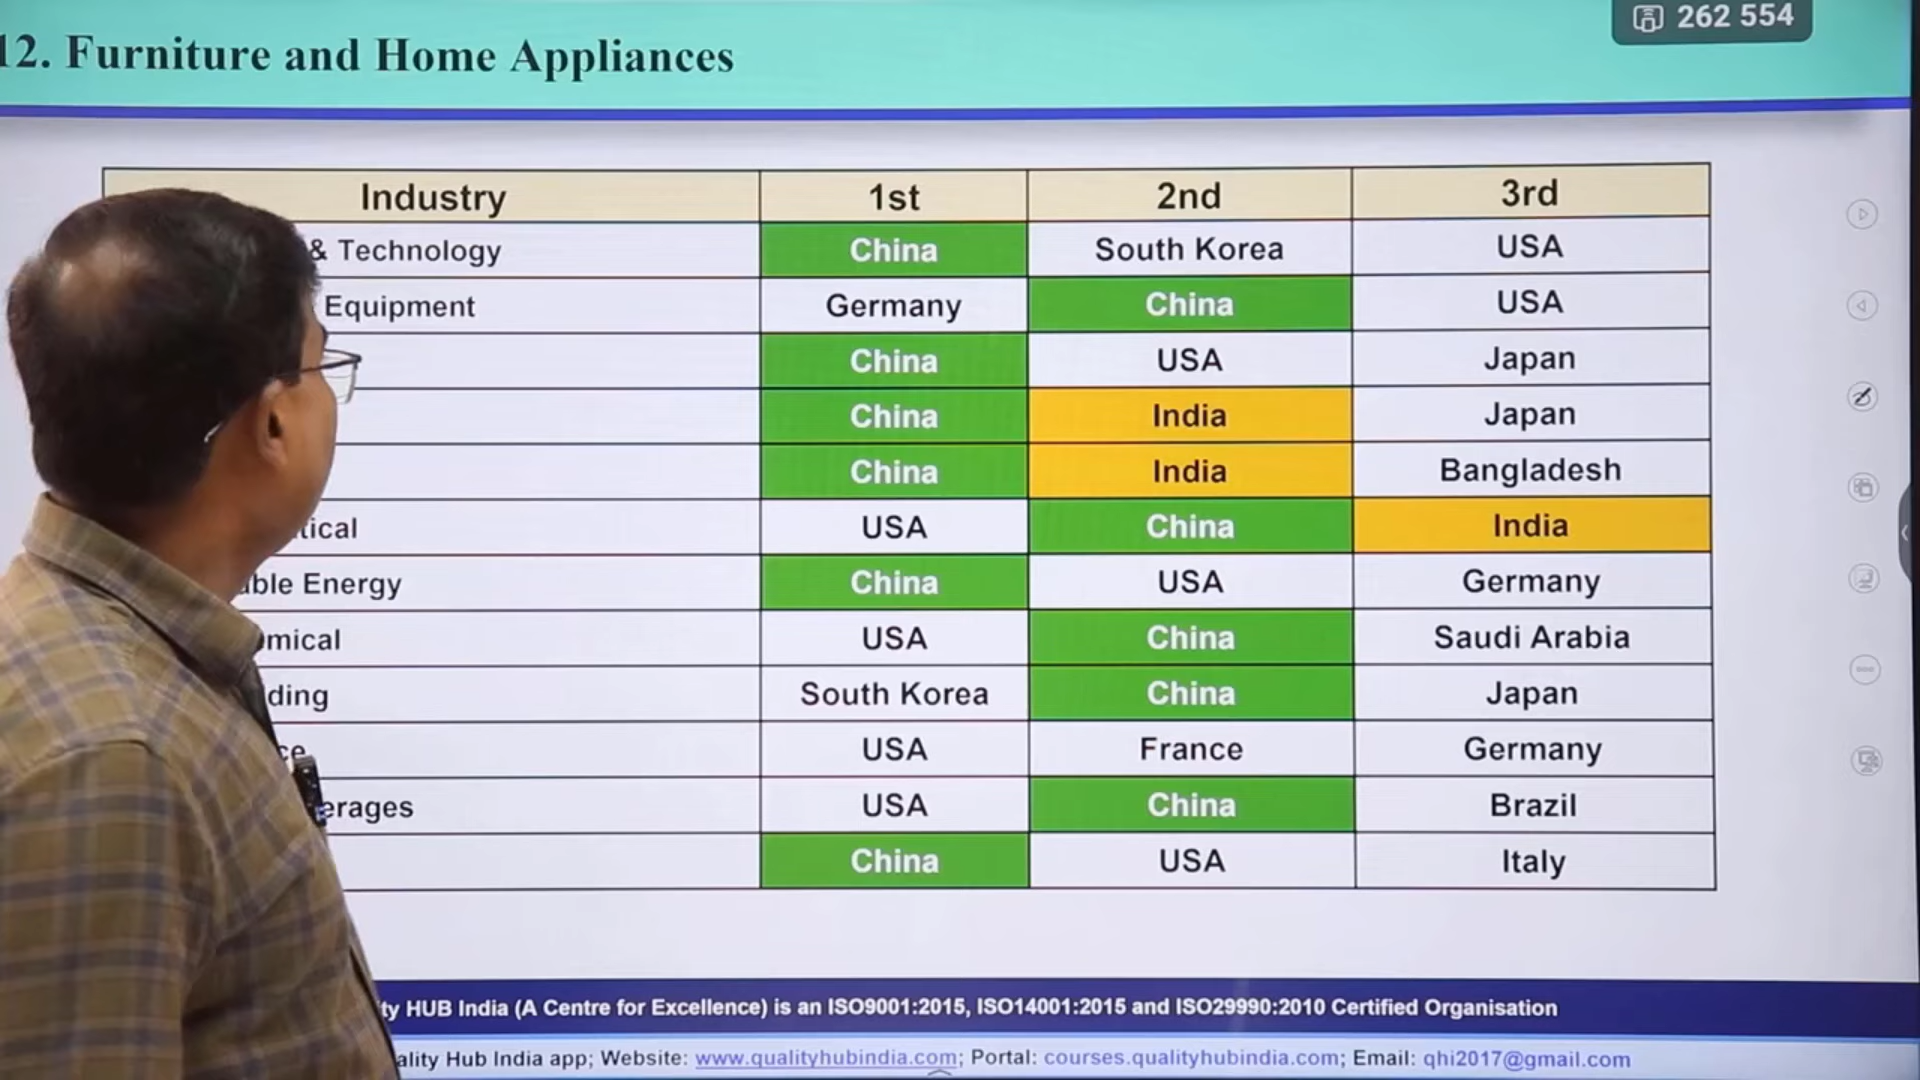 262 554
12. Furniture and Home Appliances
Industry 1st 2nd 3rd
& Technology China South Korea USA
Equipment Germany China USA
China USA Japan
China India Japan
China India Bangladesh
tical USA China India
ble Energy China USA Germany
mical USA China Saudi Arabia
ding South Korea China Japan
ce USA France Germany
erages USA China Brazil
China USA Italy
ty HUB India (A Centre for Excellence) is an ISO9001:2015, ISO14001:2015 and ISO29990:2010 Certified Organisation
ality Hub India app; Website: www.qualityhubindia.com; Portal: courses.qualityhubindia.com; Email: qhi2017@gmail.com